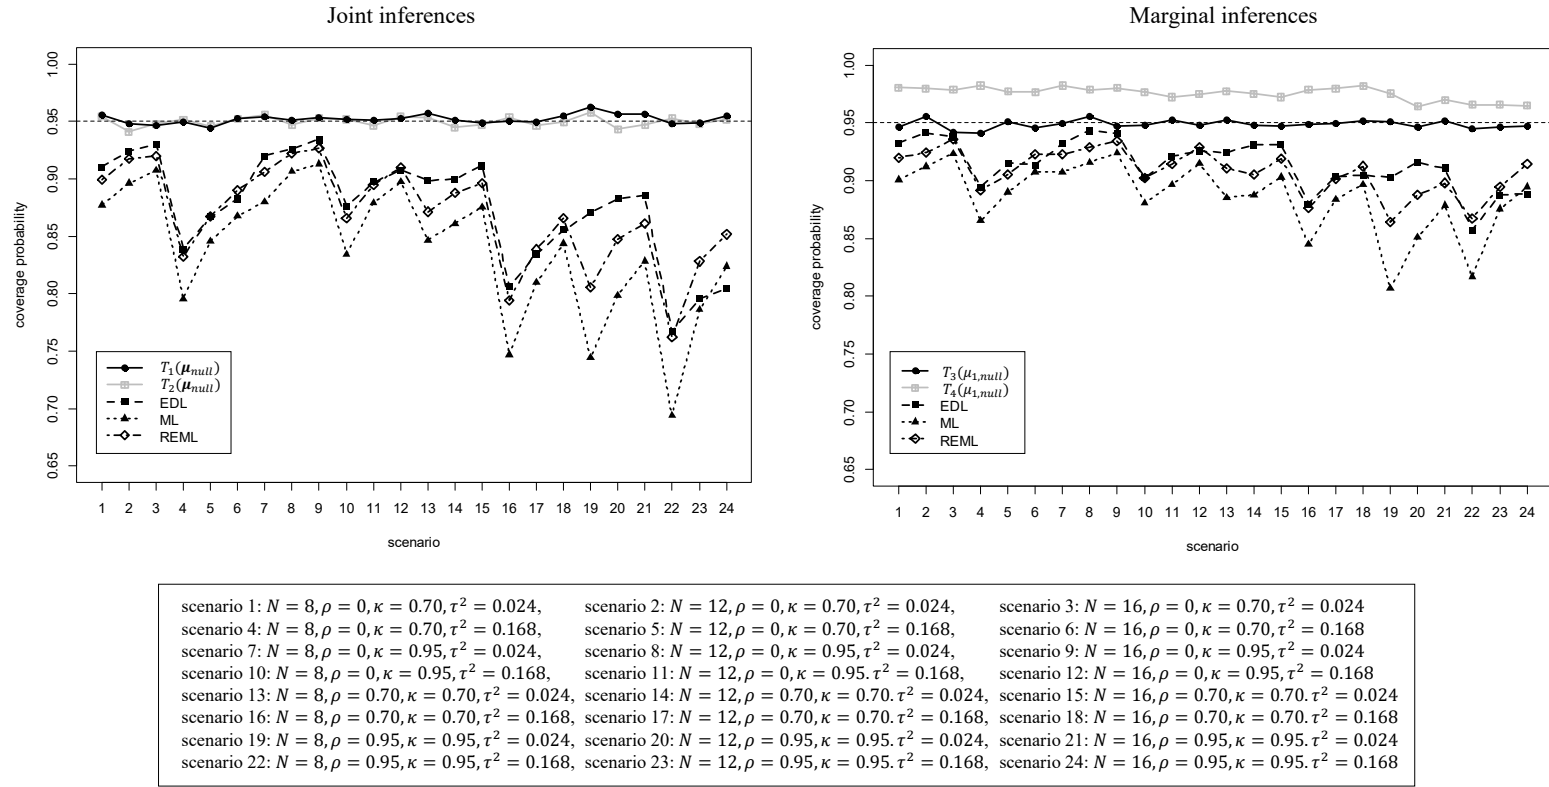 Joint inferences
Marginal inferences
coverage probability
1.00
0.95
0.90
0.85
0.80
0.75
0.70
0.65
T₁(μnull)
T₂(μnull)
EDL
ML
REML
1 2 3 4 5 6 7 8 9 10 11 12 13 14 15 16 17 18 19 20 21 22 23 24
scenario
coverage probability
1.00
0.95
0.90
0.85
0.80
0.75
0.70
0.65
T₃(μ1,null)
T₄(μ1,null)
EDL
ML
REML
1 2 3 4 5 6 7 8 9 10 11 12 13 14 15 16 17 18 19 20 21 22 23 24
scenario
scenario 1: N = 8, ρ = 0, κ = 0.70, τ² = 0.024, scenario 2: N = 12, ρ = 0, κ = 0.70, τ² = 0.024, scenario 3: N = 16, ρ = 0, κ = 0.70, τ² = 0.024
scenario 4: N = 8, ρ = 0, κ = 0.70, τ² = 0.168, scenario 5: N = 12, ρ = 0, κ = 0.70, τ² = 0.168, scenario 6: N = 16, ρ = 0, κ = 0.70, τ² = 0.168
scenario 7: N = 8, ρ = 0, κ = 0.95, τ² = 0.024, scenario 8: N = 12, ρ = 0, κ = 0.95, τ² = 0.024, scenario 9: N = 16, ρ = 0, κ = 0.95, τ² = 0.024
scenario 10: N = 8, ρ = 0, κ = 0.95, τ² = 0.168, scenario 11: N = 12, ρ = 0, κ = 0.95. τ² = 0.168, scenario 12: N = 16, ρ = 0, κ = 0.95, τ² = 0.168
scenario 13: N = 8, ρ = 0.70, κ = 0.70, τ² = 0.024, scenario 14: N = 12, ρ = 0.70, κ = 0.70. τ² = 0.024, scenario 15: N = 16, ρ = 0.70, κ = 0.70. τ² = 0.024
scenario 16: N = 8, ρ = 0.70, κ = 0.70, τ² = 0.168, scenario 17: N = 12, ρ = 0.70, κ = 0.70. τ² = 0.168, scenario 18: N = 16, ρ = 0.70, κ = 0.70. τ² = 0.168
scenario 19: N = 8, ρ = 0.95, κ = 0.95, τ² = 0.024, scenario 20: N = 12, ρ = 0.95, κ = 0.95. τ² = 0.024, scenario 21: N = 16, ρ = 0.95, κ = 0.95. τ² = 0.024
scenario 22: N = 8, ρ = 0.95, κ = 0.95, τ² = 0.168, scenario 23: N = 12, ρ = 0.95, κ = 0.95. τ² = 0.168, scenario 24: N = 16, ρ = 0.95, κ = 0.95. τ² = 0.168